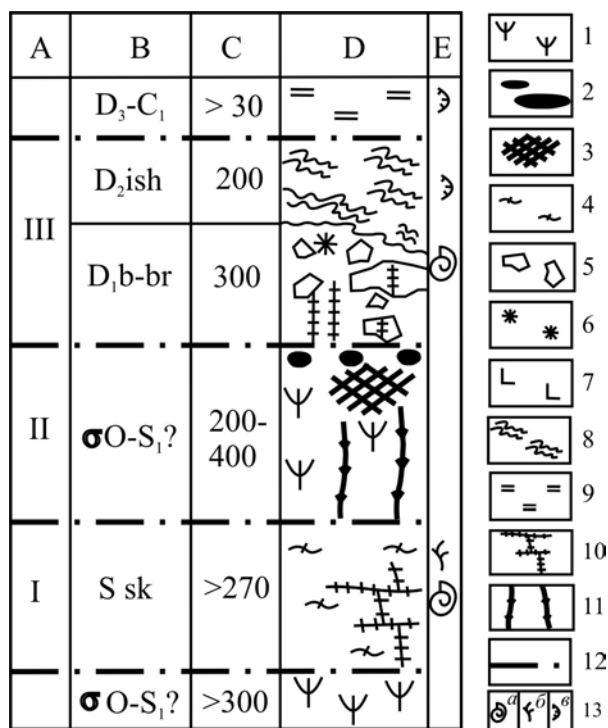 A B C D E
D₃-C₁ > 30
III
D₂ish 200
D₁b-br 300
II
σO-S₁? 200-
400
I
S sk >270
σO-S₁? >300
1
2
3
4
5
6
7
8
9
10
11
12
а б в 13